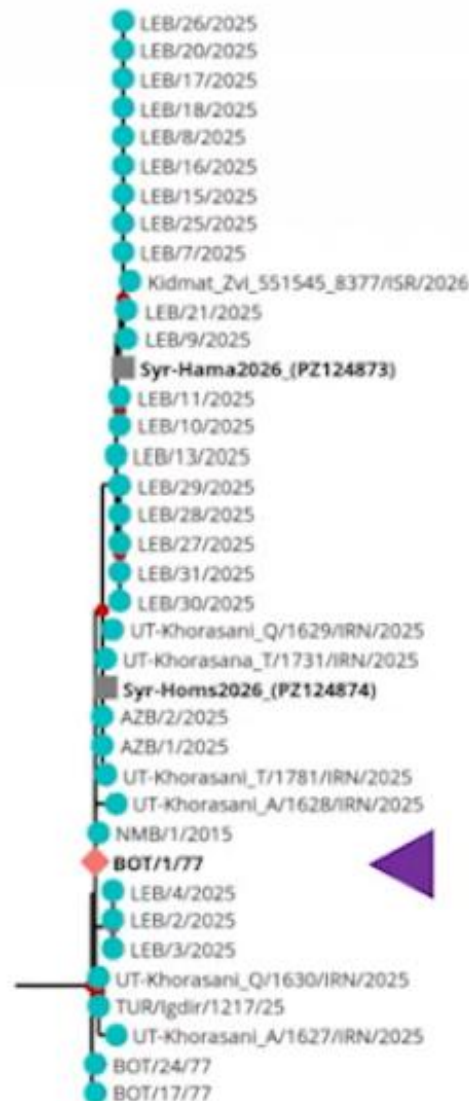 LEB/26/2025
LEB/20/2025
LEB/17/2025
LEB/18/2025
LEB/8/2025
LEB/16/2025
LEB/15/2025
LEB/25/2025
LEB/7/2025
Kidmat_Zvi_551545_8377/ISR/2026
LEB/21/2025
LEB/9/2025
Syr-Hama2026_(PZ124873)
LEB/11/2025
LEB/10/2025
LEB/13/2025
LEB/29/2025
LEB/28/2025
LEB/27/2025
LEB/31/2025
LEB/30/2025
UT-Khorasani_Q/1629/IRN/2025
UT-Khorasana_T/1731/IRN/2025
Syr-Homs2026_(PZ124874)
AZB/2/2025
AZB/1/2025
UT-Khorasani_T/1781/IRN/2025
UT-Khorasani_A/1628/IRN/2025
NMB/1/2015
BOT/1/77
LEB/4/2025
LEB/2/2025
LEB/3/2025
UT-Khorasani_Q/1630/IRN/2025
TUR/Igdir/1217/25
UT-Khorasani_A/1627/IRN/2025
BOT/24/77
BOT/17/77